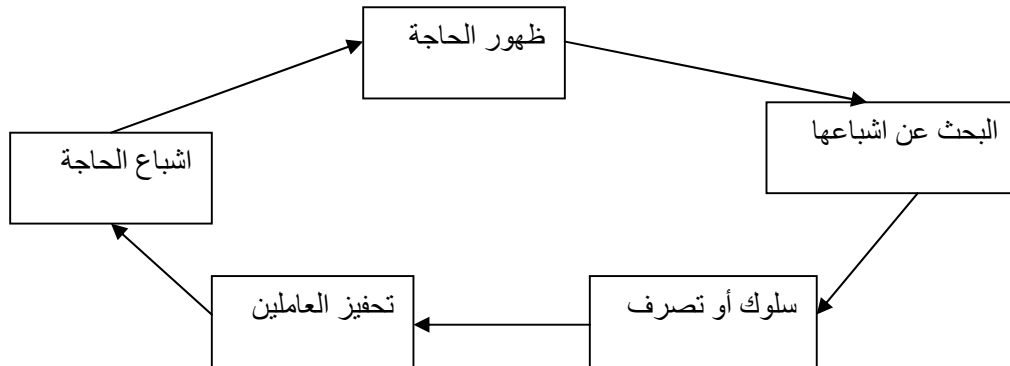 ظهور الحاجة
البحث عن اشباعها
اشباع الحاجة
سلوك أو تصرف
تحفيز العاملين